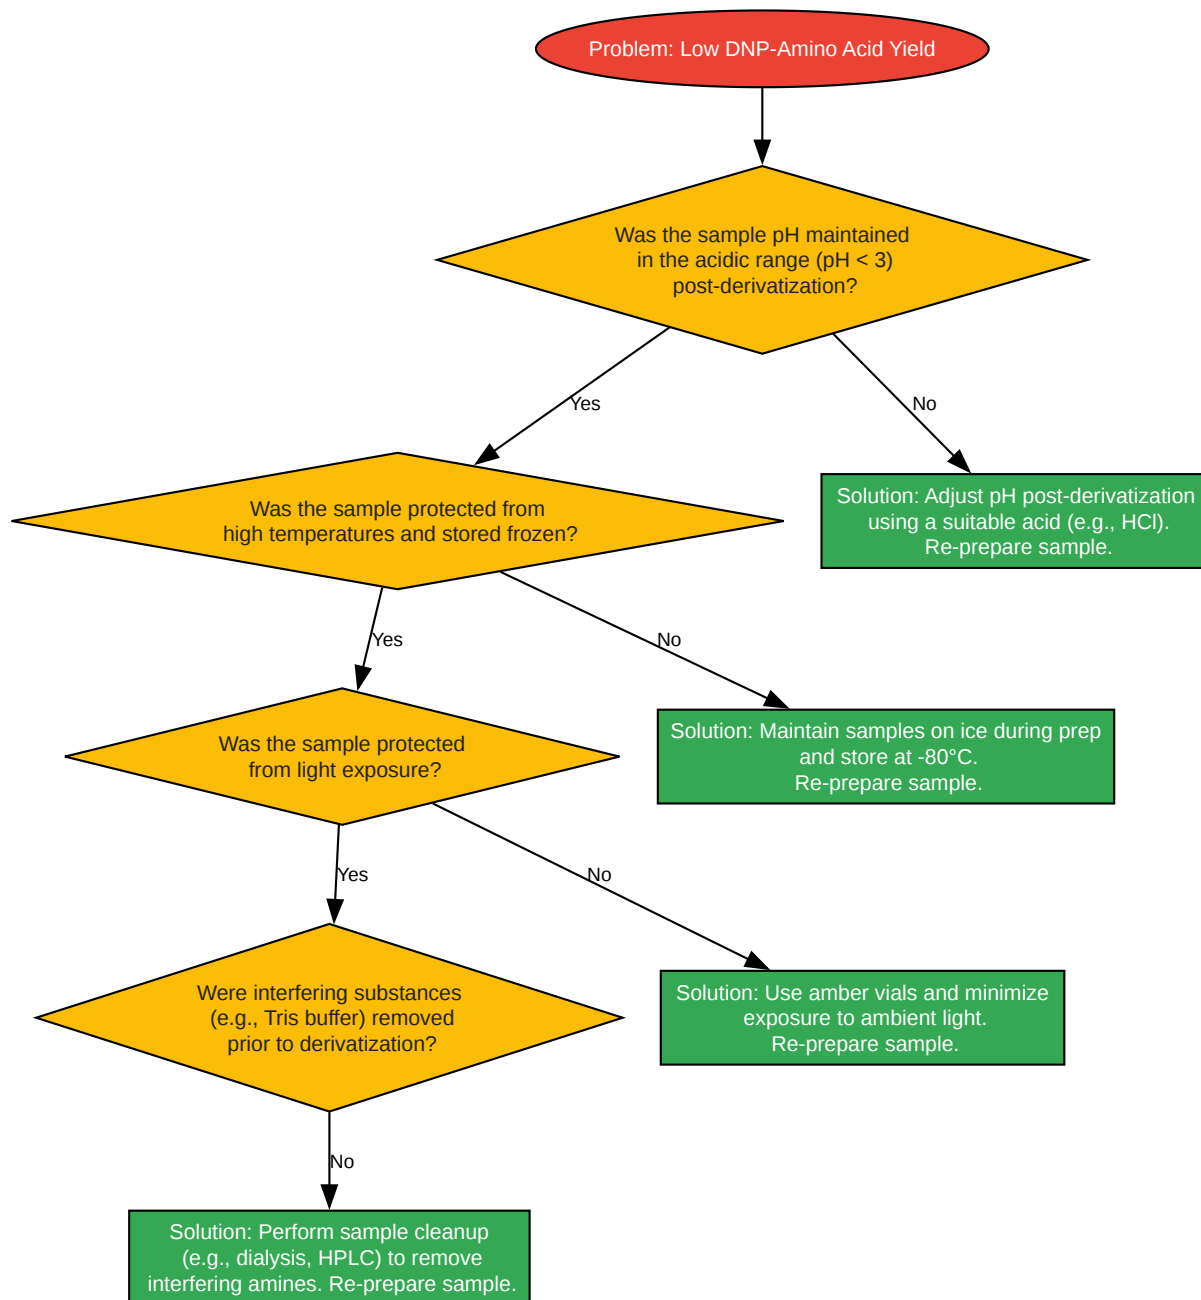 Problem: Low DNP-Amino Acid Yield
Was the sample pH maintained
in the acidic range (pH < 3)
post-derivatization?
Yes
No
Solution: Adjust pH post-derivatization
using a suitable acid (e.g., HCl).
Re-prepare sample.
Was the sample protected from
high temperatures and stored frozen?
Yes
No
Solution: Maintain samples on ice during prep
and store at -80°C.
Re-prepare sample.
Was the sample protected
from light exposure?
Yes
No
Solution: Use amber vials and minimize
exposure to ambient light.
Re-prepare sample.
Were interfering substances
(e.g., Tris buffer) removed
prior to derivatization?
No
Solution: Perform sample cleanup
(e.g., dialysis, HPLC) to remove
interfering amines. Re-prepare sample.